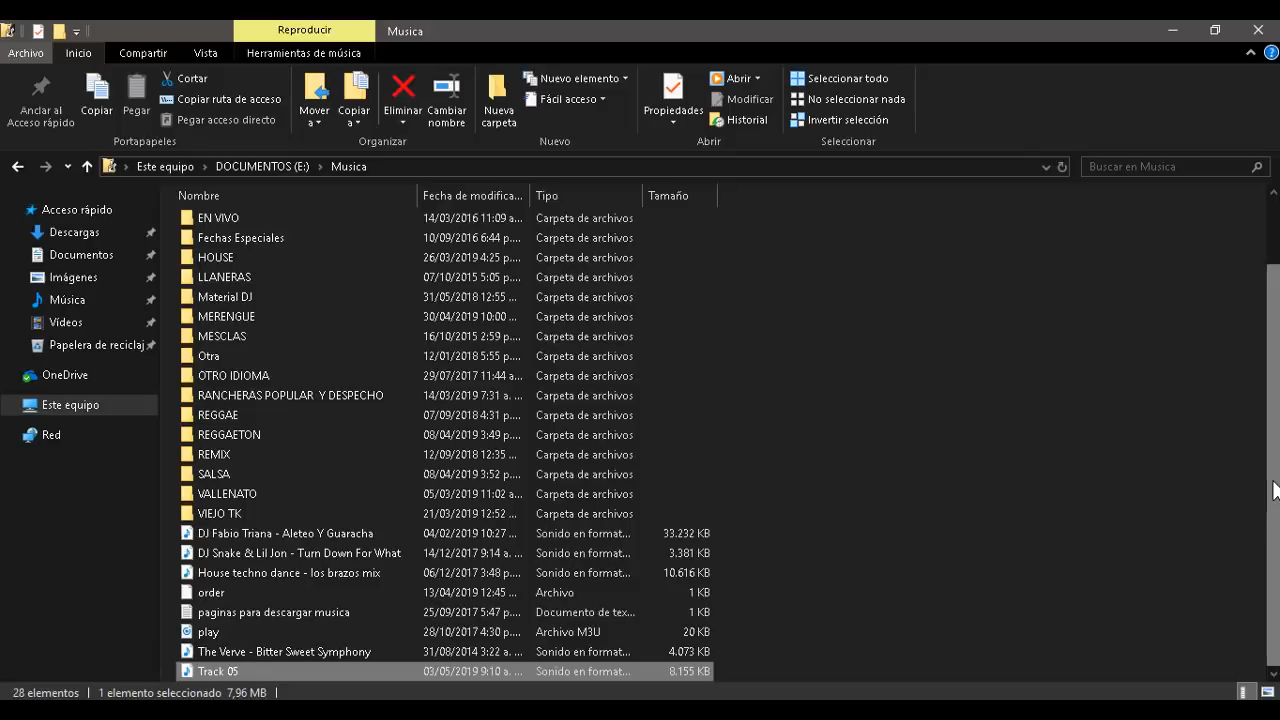 Reproducir
Musica
Archivo Inicio Compartir Vista Herramientas de música
Anclar al Acceso rápido
Copiar
Pegar
Cortar
Copiar ruta de acceso
Pegar acceso directo
Portapapeles
Mover a
Copiar a
Eliminar
Cambiar nombre
Organizar
Nueva carpeta
Nuevo elemento
Fácil acceso
Nuevo
Propiedades
Abrir
Modificar
Historial
Abrir
Seleccionar todo
No seleccionar nada
Invertir selección
Seleccionar
Este equipo > DOCUMENTOS (E:) > Musica
Buscar en Musica
Acceso rápido
Descargas
Documentos
Imágenes
Música
Vídeos
Papelera de reciclaj
OneDrive
Este equipo
Red
Nombre Fecha de modifica... Tipo Tamaño
EN VIVO 14/03/2016 11:09 a... Carpeta de archivos
Fechas Especiales 10/09/2016 6:44 p.... Carpeta de archivos
HOUSE 26/03/2019 4:25 p.... Carpeta de archivos
LLANERAS 07/10/2015 5:05 p.... Carpeta de archivos
Material DJ 31/05/2018 12:55 ... Carpeta de archivos
MERENGUE 30/04/2019 10:00 ... Carpeta de archivos
MESCLAS 16/10/2015 2:59 p.... Carpeta de archivos
Otra 12/01/2018 5:55 p.... Carpeta de archivos
OTRO IDIOMA 29/07/2017 11:44 a... Carpeta de archivos
RANCHERAS POPULAR Y DESPECHO 14/03/2019 7:31 a. ... Carpeta de archivos
REGGAE 07/09/2018 4:31 p.... Carpeta de archivos
REGGAETON 08/04/2019 3:49 p.... Carpeta de archivos
REMIX 12/09/2018 12:35 ... Carpeta de archivos
SALSA 08/04/2019 3:52 p.... Carpeta de archivos
VALLENATO 05/03/2019 11:02 a... Carpeta de archivos
VIEJO TK 21/03/2019 12:52 ... Carpeta de archivos
DJ Fabio Triana - Aleteo Y Guaracha 04/02/2019 10:27 ... Sonido en format... 33.232 KB
DJ Snake & Lil Jon - Turn Down For What 14/12/2017 9:14 a. ... Sonido en format... 3.381 KB
House techno dance - los brazos mix 06/12/2017 3:48 p.... Sonido en format... 10.616 KB
order 13/04/2019 12:45 ... Archivo 1 KB
paginas para descargar musica 25/09/2017 5:47 p.... Documento de tex... 1 KB
play 28/10/2017 4:30 p.... Archivo M3U 20 KB
The Verve - Bitter Sweet Symphony 31/08/2014 3:22 a. ... Sonido en format... 4.073 KB
Track 05 03/05/2019 9:10 a. ... Sonido en format... 8.155 KB
28 elementos 1 elemento seleccionado 7,96 MB